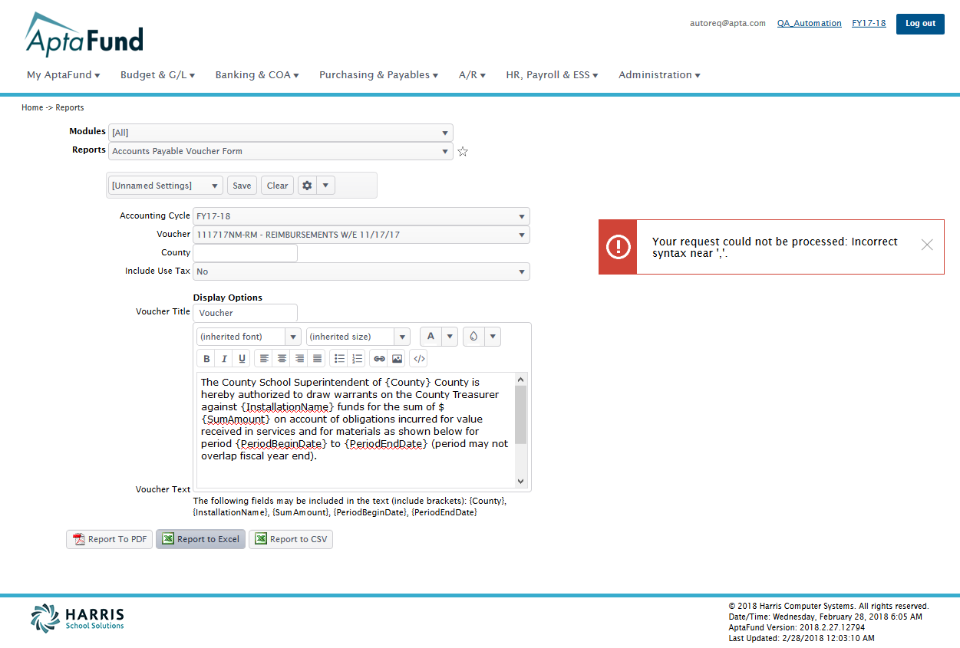 AptaFund
autoreq@apta.com QA_Automation FY17-18 Log out
My AptaFund Budget & G/L Banking & COA Purchasing & Payables A/R HR, Payroll & ESS Administration
Home -> Reports
Modules [All]
Reports Accounts Payable Voucher Form
[Unnamed Settings] Save Clear
Accounting Cycle FY17-18
Voucher 111717NM-RM - REIMBURSEMENTS W/E 11/17/17
County
Include Use Tax No
Your request could not be processed: Incorrect
syntax near ','.
Display Options
Voucher Title Voucher
(inherited font) (inherited size) A
B I U </>
The County School Superintendent of {County} County is
hereby authorized to draw warrants on the County Treasurer
against {InstallationName} funds for the sum of $
{SumAmount} on account of obligations incurred for value
received in services and for materials as shown below for
period {PeriodBeginDate} to {PeriodEndDate} (period may not
overlap fiscal year end).
Voucher Text
The following fields may be included in the text (include brackets): {County},
{InstallationName}, {SumAmount}, {PeriodBeginDate}, {PeriodEndDate}
Report To PDF Report to Excel Report to CSV
HARRIS
School Solutions
© 2018 Harris Computer Systems. All rights reserved.
Date/Time: Wednesday, February 28, 2018 6:05 AM
AptaFund Version: 2018.2.27.12794
Last Updated: 2/28/2018 12:03:10 AM